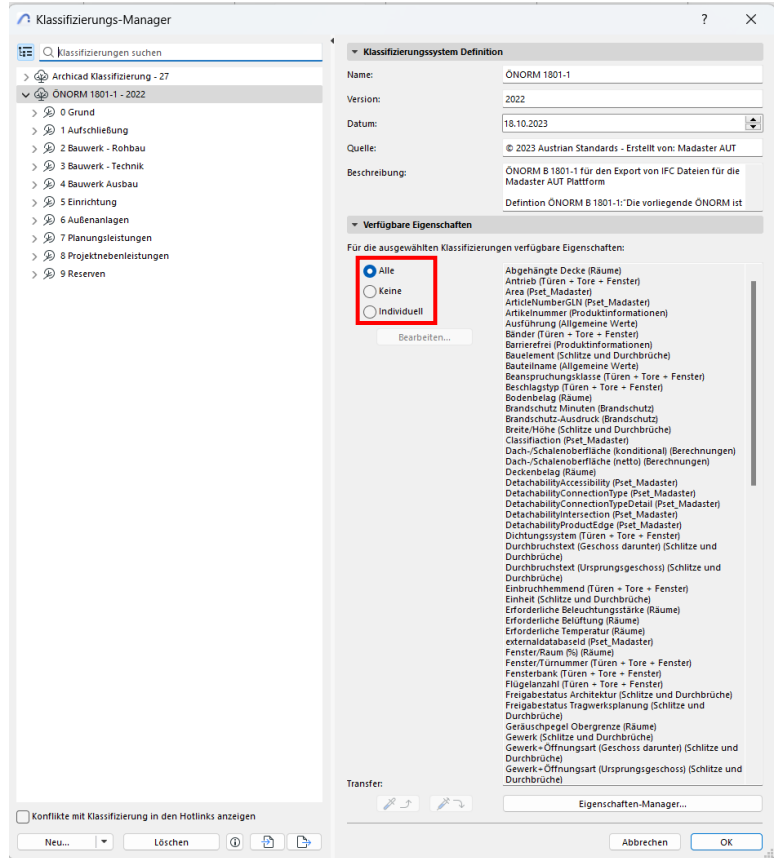 Klassifizierungs-Manager
?
Klassifizierungen suchen
Archicad Klassifizierung - 27
ÖNORM 1801-1 - 2022
0 Grund
1 Aufschließung
2 Bauwerk - Rohbau
3 Bauwerk - Technik
4 Bauwerk Ausbau
5 Einrichtung
6 Außenanlagen
7 Planungsleistungen
8 Projektnebenleistungen
9 Reserven
Konflikte mit Klassifizierung in den Hotlinks anzeigen
Neu...
Löschen
Klassifizierungssystem Definition
Name:
ÖNORM 1801-1
Version:
2022
Datum:
18.10.2023
Quelle:
© 2023 Austrian Standards - Erstellt von: Madaster AUT
Beschreibung:
ÖNORM B 1801-1 für den Export von IFC Dateien für die
Madaster AUT Plattform
Defintion ÖNORM B 1801-1:"Die vorliegende ÖNORM ist
Verfügbare Eigenschaften
Für die ausgewählten Klassifizierungen verfügbare Eigenschaften:
Alle
Keine
Individuell
Bearbeiten...
Abgehängte Decke (Räume)
Antrieb (Türen + Tore + Fenster)
Area (Pset_Madaster)
ArticleNumberGLN (Pset_Madaster)
Artikelnummer (Produktinformationen)
Ausführung (Allgemeine Werte)
Bänder (Türen + Tore + Fenster)
Barrierefrei (Produktinformationen)
Bauelement (Schlitze und Durchbrüche)
Bauteilname (Allgemeine Werte)
Beanspruchungsklasse (Türen + Tore + Fenster)
Beschlagstyp (Türen + Tore + Fenster)
Bodenbelag (Räume)
Brandschutz Minuten (Brandschutz)
Brandschutz-Ausdruck (Brandschutz)
Breite/Höhe (Schlitze und Durchbrüche)
Classifiaction (Pset_Madaster)
Dach-/Schalenoberfläche (konditional) (Berechnungen)
Dach-/Schalenoberfläche (netto) (Berechnungen)
Deckenbelag (Räume)
DetachabilityAccessibility (Pset_Madaster)
DetachabilityConnectionType (Pset_Madaster)
DetachabilityConnectionTypeDetail (Pset_Madaster)
DetachabilityIntersection (Pset_Madaster)
DetachabilityProductEdge (Pset_Madaster)
Dichtungssystem (Türen + Tore + Fenster)
Durchbruchstext (Geschoss darunter) (Schlitze und
Durchbrüche)
Durchbruchstext (Ursprungsgeschoss) (Schlitze und
Durchbrüche)
Einbruchhemmend (Türen + Tore + Fenster)
Einheit (Schlitze und Durchbrüche)
Erforderliche Beleuchtungsstärke (Räume)
Erforderliche Belüftung (Räume)
Erforderliche Temperatur (Räume)
externaldatabaseId (Pset_Madaster)
Fenster/Raum (%) (Räume)
Fenster/Türnummer (Türen + Tore + Fenster)
Fensterbank (Türen + Tore + Fenster)
Flügelanzahl (Türen + Tore + Fenster)
Freigabestatus Architektur (Schlitze und Durchbrüche)
Freigabestatus Tragwerksplanung (Schlitze und
Durchbrüche)
Geräuschpegel Obergrenze (Räume)
Gewerk (Schlitze und Durchbrüche)
Gewerk+Öffnungsart (Geschoss darunter) (Schlitze und
Durchbrüche)
Gewerk+Öffnungsart (Ursprungsgeschoss) (Schlitze und
Durchbrüche)
Transfer:
Eigenschaften-Manager...
Abbrechen
OK